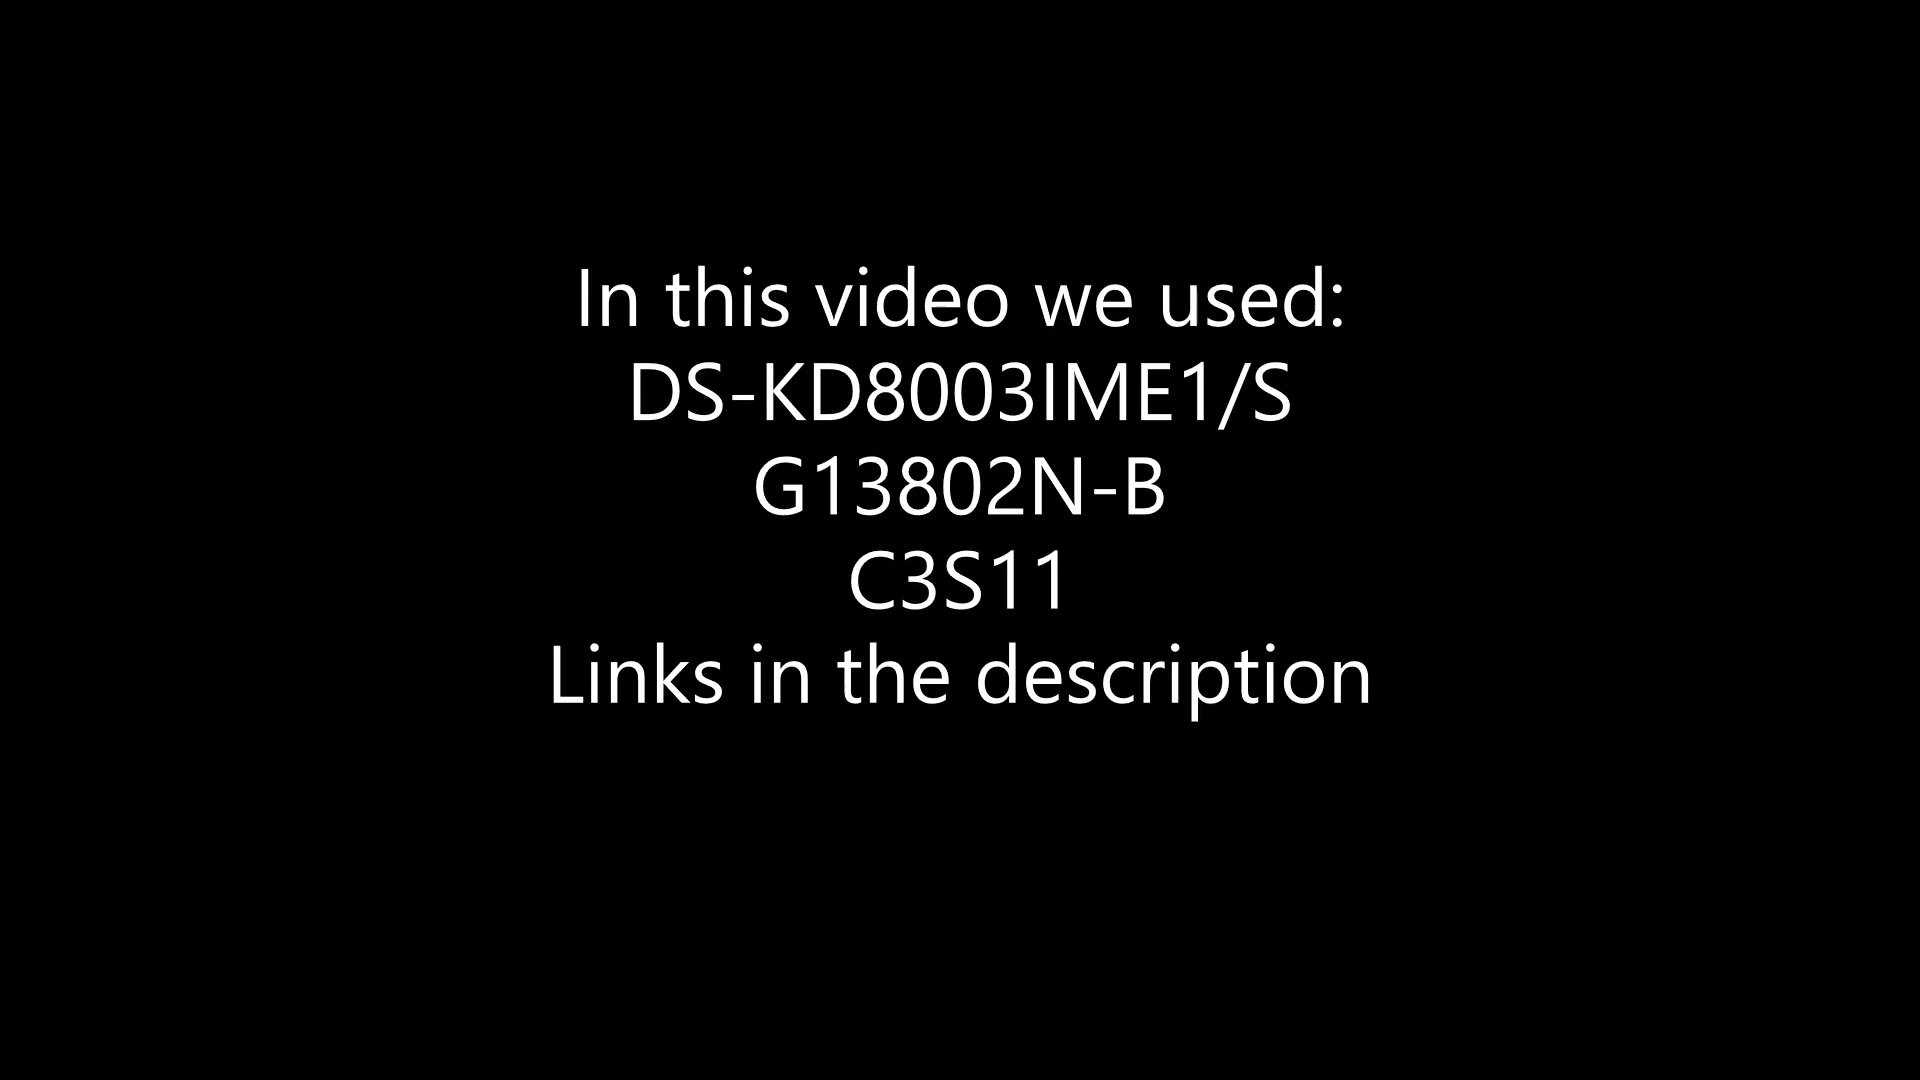 In this video we used:
DS-KD8003IME1/S
G13802N-B
C3S11
Links in the description